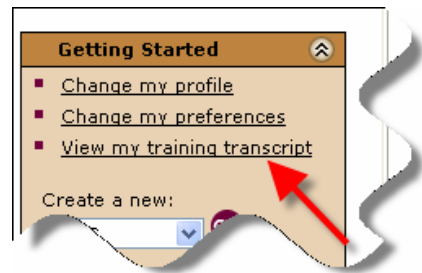 Getting Started
Change my profile
Change my preferences
View my training transcript
Create a new: